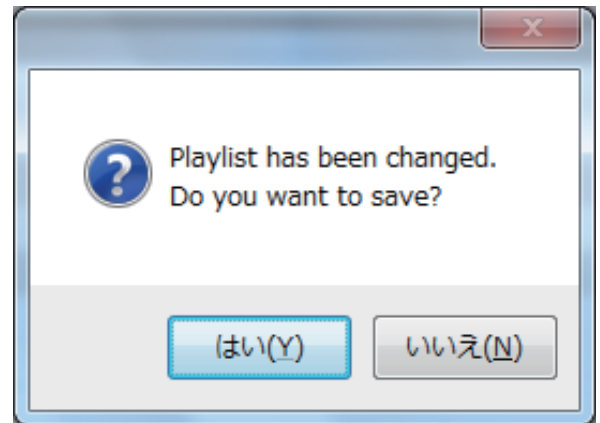 Playlist has been changed.
Do you want to save?
はい(Y) いいえ(N)